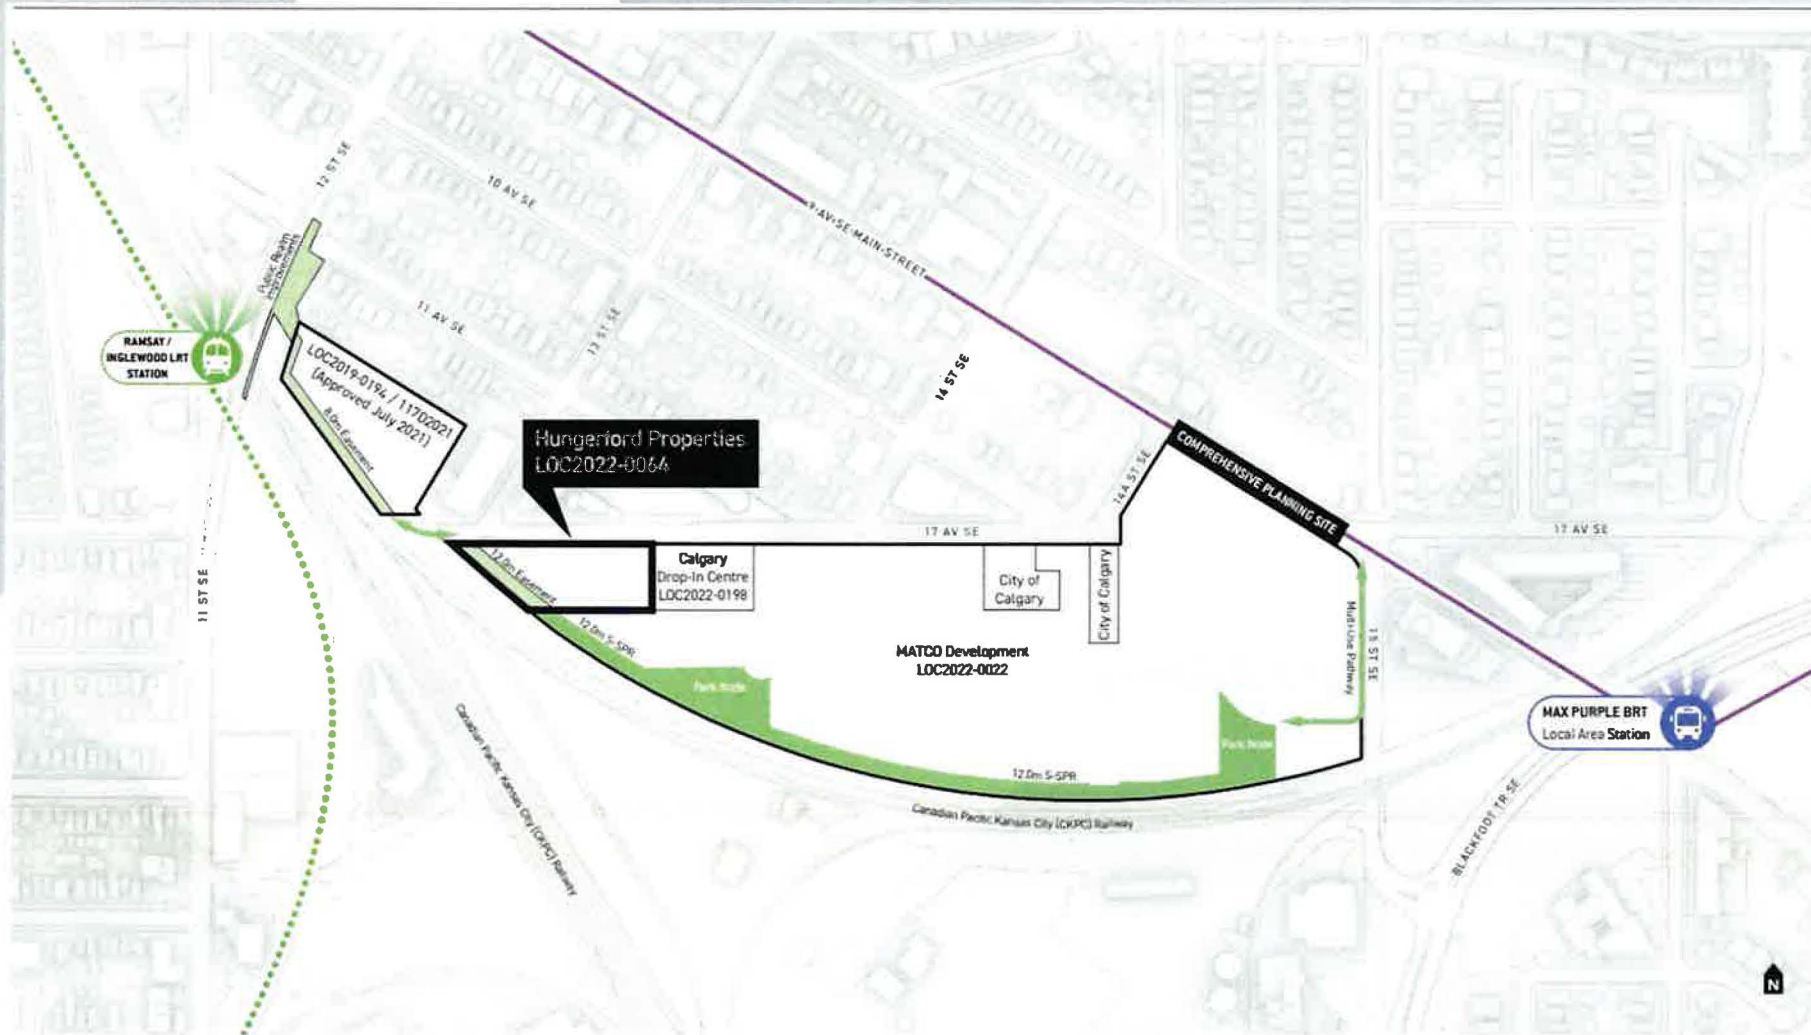 12 ST SE
10 AV SE
9 AV SE MAIN STREET
Public Realm
Improvements
11 AV SE
13 ST SE
RAMSAY /
INGLEWOOD LRT
STATION
LOC2019-0194 / 117D2021
(Approved July 2021)
8.0m Easement
14 ST SE
Hungerford Properties
LOC2022-0064
14A ST SE
COMPREHENSIVE PLANNING SITE
17 AV SE
17 AV SE
11 ST SE
12.0m Easement
Calgary
Drop-In Centre
LOC2022-0198
City of
Calgary
City of Calgary
12.0m S-SPR
MATCO Development
LOC2022-0022
Multi-Use Pathway
15 ST SE
Park Node
Park Node
MAX PURPLE BRT
Local Area Station
12.0m S-SPR
Canadian Pacific Kansas City (CKPC) Railway
Canadian Pacific Kansas City (CKPC) Railway
BLACKFOOT TR SE
N